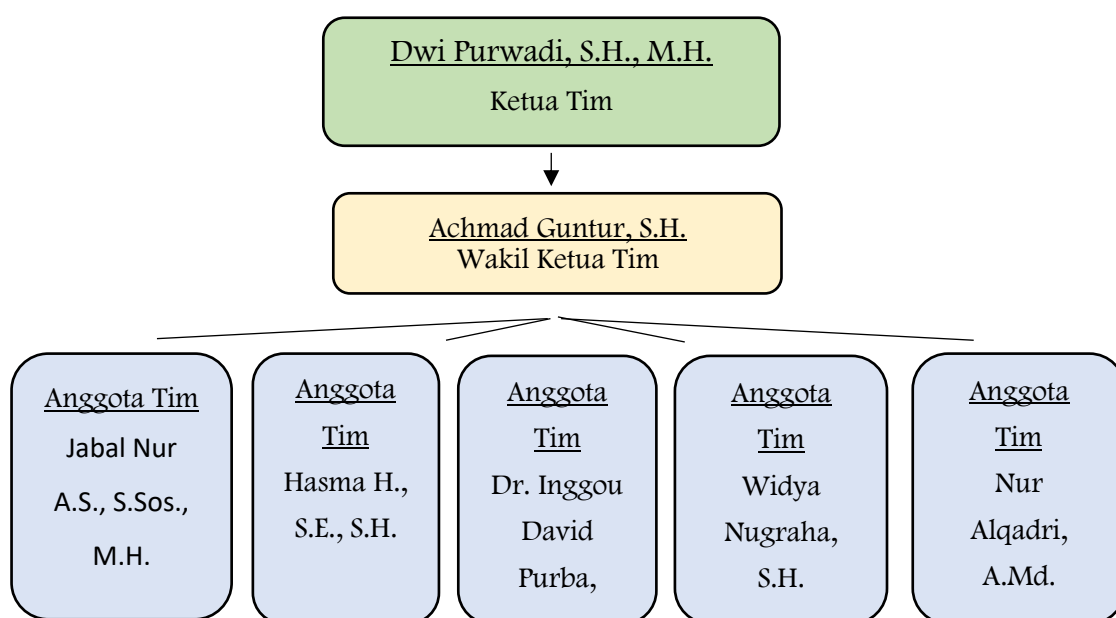 Dwi Purwadi, S.H., M.H.
Ketua Tim
Achmad Guntur, S.H.
Wakil Ketua Tim
Anggota Tim
Jabal Nur
A.S., S.Sos.,
M.H.
Anggota
Tim
Hasma H.,
S.E., S.H.
Anggota
Tim
Dr. Inggou
David
Purba,
Anggota
Tim
Widya
Nugraha,
S.H.
Anggota
Tim
Nur
Alqadri,
A.Md.